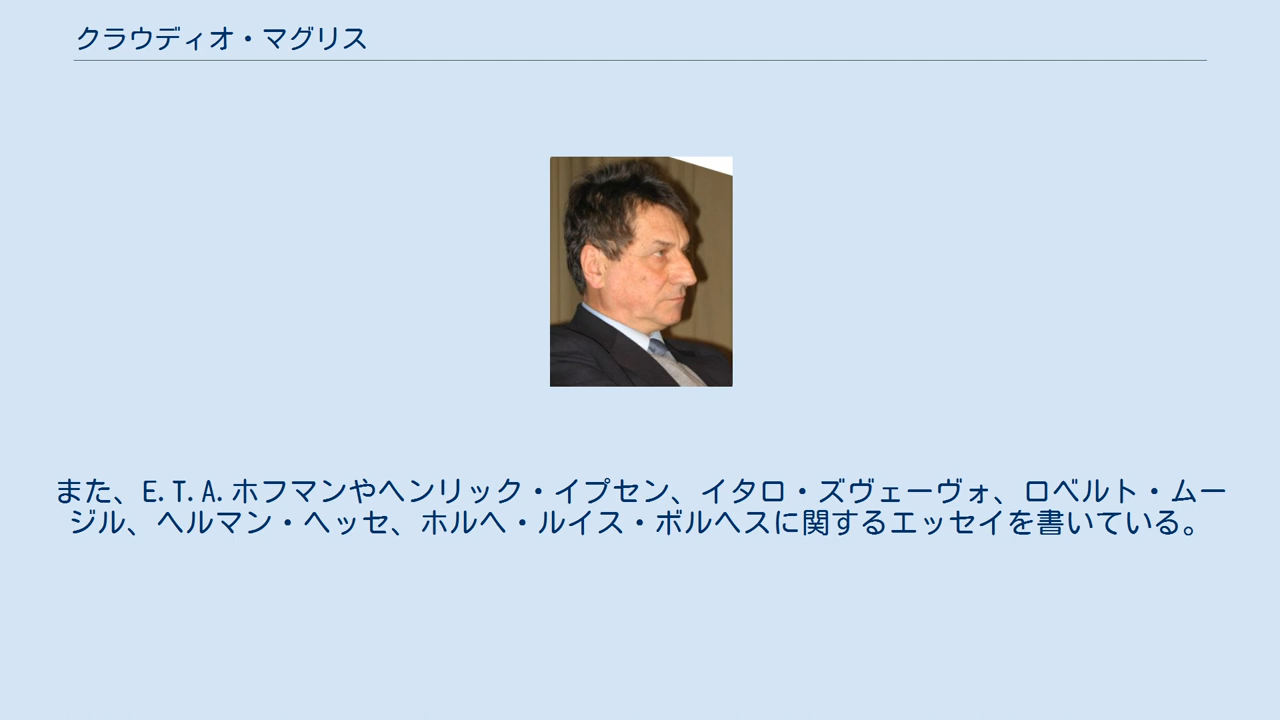 クラウディオ・マグリス
また、E.T.A.ホフマンやヘンリック・イプセン、イタロ・ズヴェーヴォ、ロベルト・ムー
ジル、ヘルマン・ヘッセ、ホルヘ・ルイス・ボルヘスに関するエッセイを書いている。